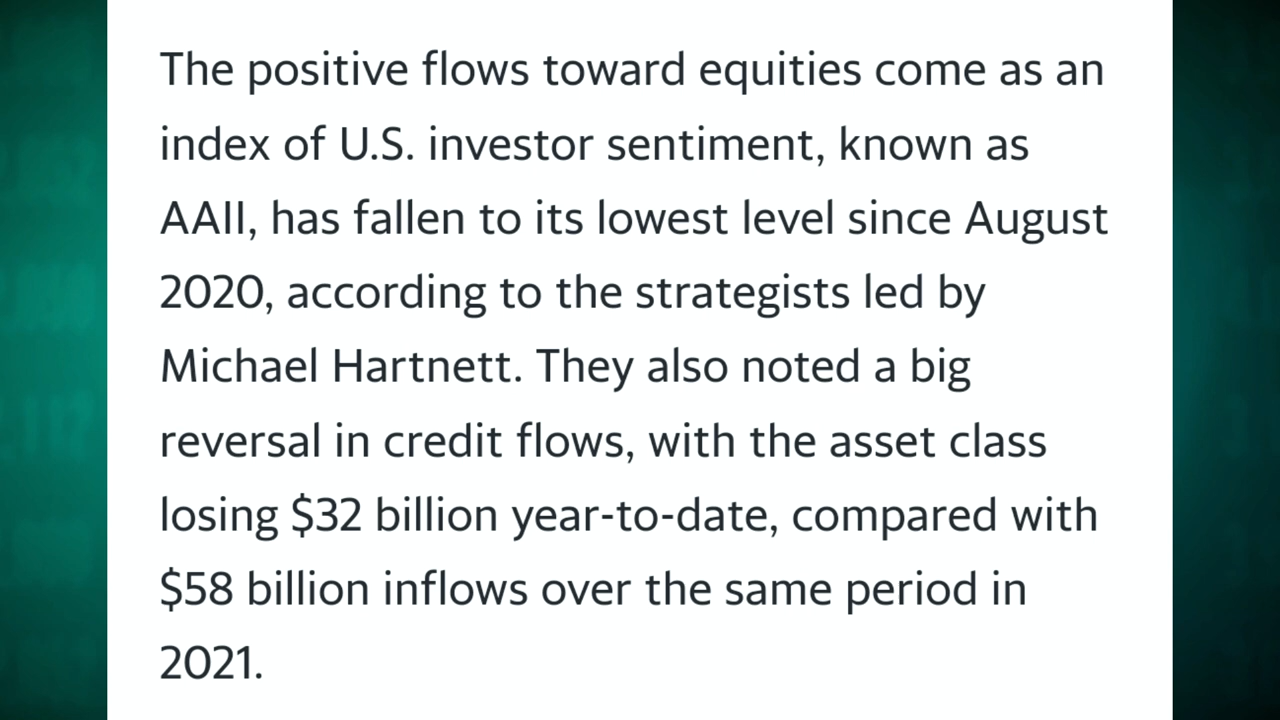 The positive flows toward equities come as an
index of U.S. investor sentiment, known as
AAII, has fallen to its lowest level since August
2020, according to the strategists led by
Michael Hartnett. They also noted a big
reversal in credit flows, with the asset class
losing $32 billion year-to-date, compared with
$58 billion inflows over the same period in
2021.